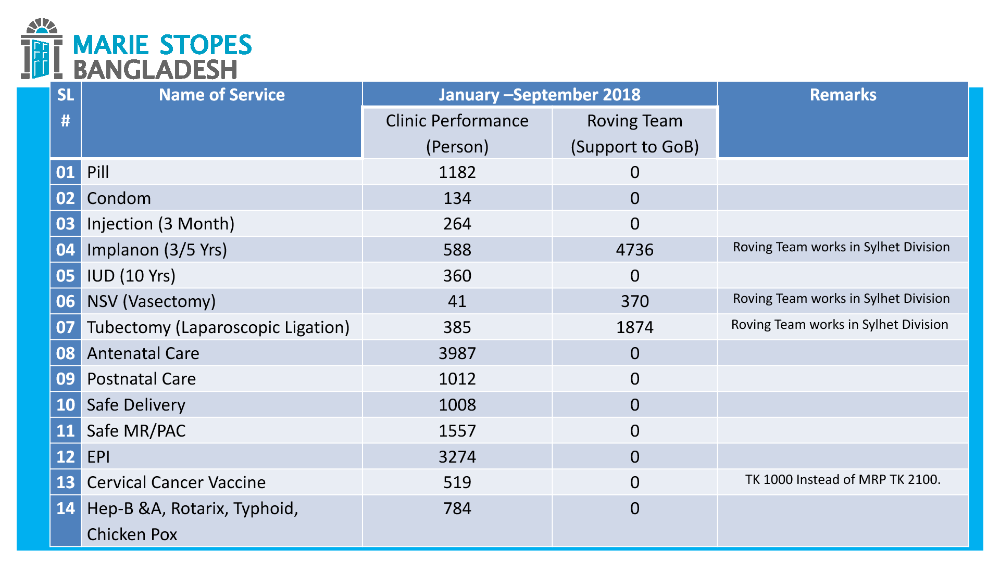 MARIE STOPES
BANGLADESH
SL # Name of Service January –September 2018 Remarks
Clinic Performance (Person) Roving Team (Support to GoB)
01 Pill 1182 0
02 Condom 134 0
03 Injection (3 Month) 264 0
04 Implanon (3/5 Yrs) 588 4736 Roving Team works in Sylhet Division
05 IUD (10 Yrs) 360 0
06 NSV (Vasectomy) 41 370 Roving Team works in Sylhet Division
07 Tubectomy (Laparoscopic Ligation) 385 1874 Roving Team works in Sylhet Division
08 Antenatal Care 3987 0
09 Postnatal Care 1012 0
10 Safe Delivery 1008 0
11 Safe MR/PAC 1557 0
12 EPI 3274 0
13 Cervical Cancer Vaccine 519 0 TK 1000 Instead of MRP TK 2100.
14 Hep-B &A, Rotarix, Typhoid, 784 0
Chicken Pox